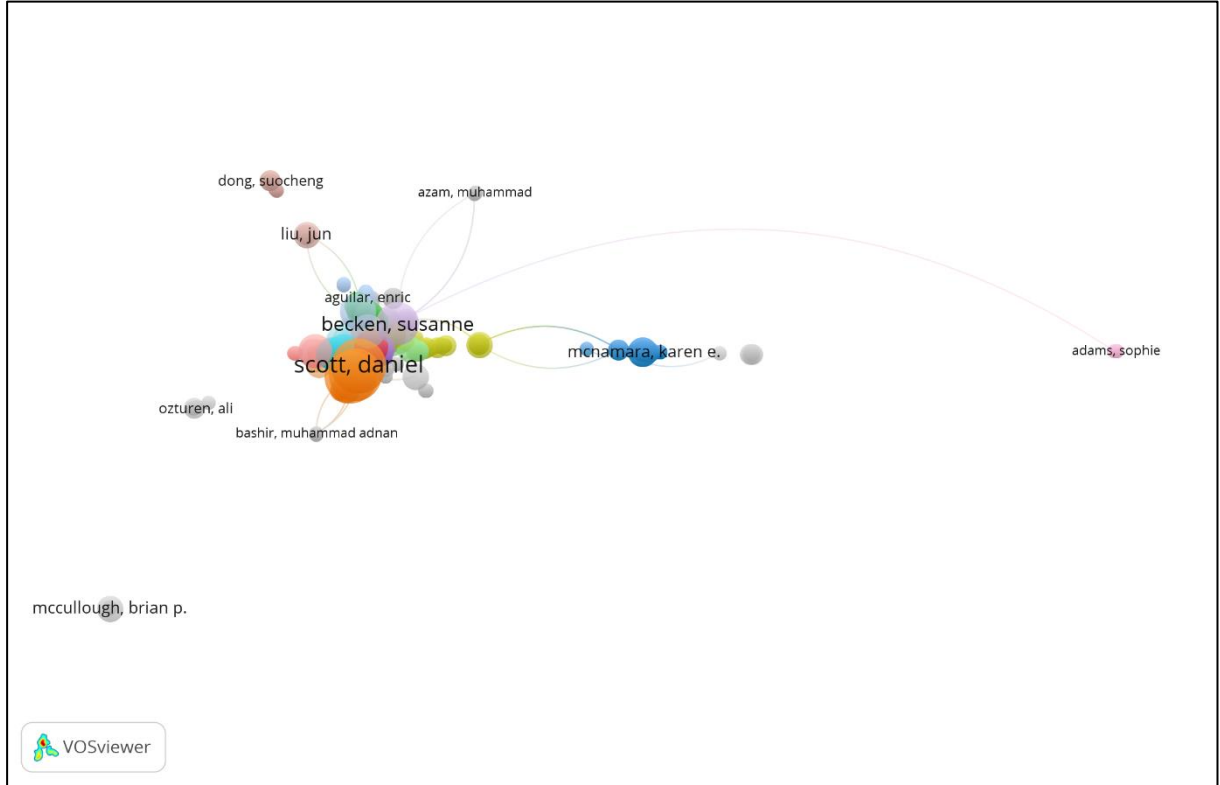 dong, suocheng
azam, muhammad
liu, jun
aguilar, enric
becken, susanne
mcnamara, karen e.
adams, sophie
scott, daniel
ozturen, ali
bashir, muhammad adnan
mccullough, brian p.
VOSviewer